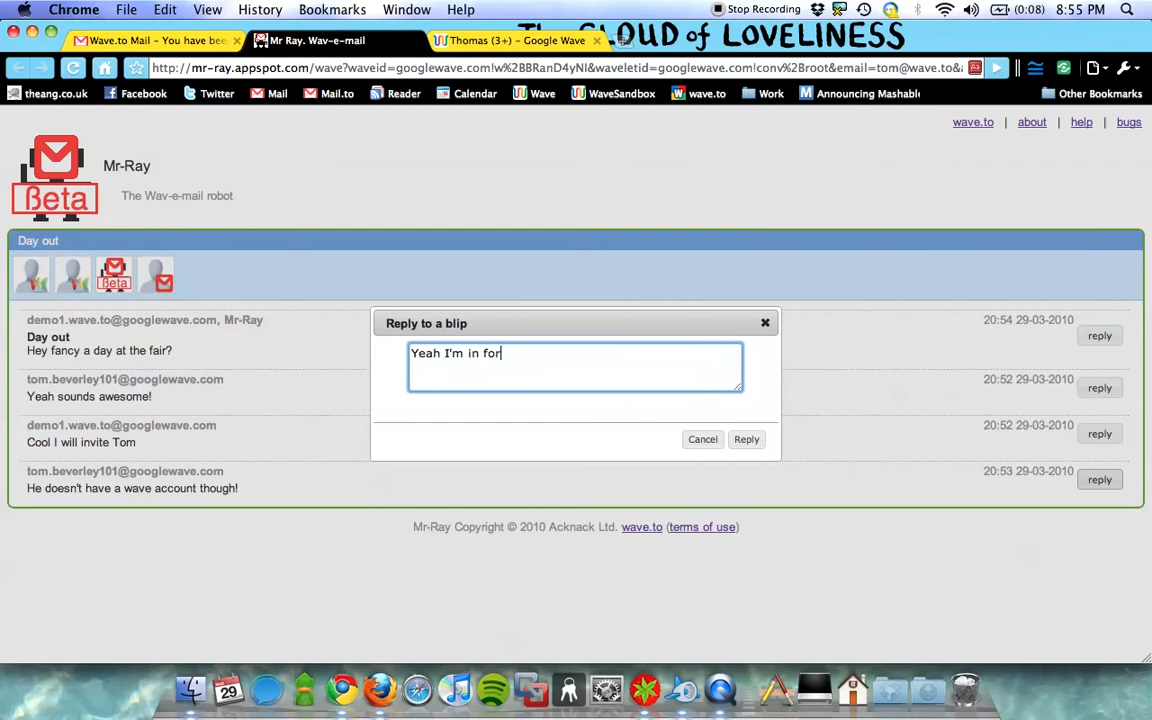 Chrome File Edit View History Bookmarks Window Help Stop Recording (0:08) 8:55 PM
The CLOUD of LOVELINESS
Wave.to Mail - You have bee Mr Ray. Wav-e-mail Thomas (3+) - Google Wave
http://mr-ray.appspot.com/wave?waveid=googlewave.com!w%2BBRanD4yNI&waveletid=googlewave.com!conv%2Broot&email=tom@wave.to&
theang.co.uk Facebook Twitter Mail Mail.to Reader Calendar Wave WaveSandbox wave.to Work Announcing Mashable Other Bookmarks
wave.to | about | help | bugs
Mr-Ray
Beta
The Wav-e-mail robot
Day out
Beta
demo1.wave.to@googlewave.com, Mr-Ray 20:54 29-03-2010
Day out
reply
Hey fancy a day at the fair?
tom.beverley101@googlewave.com 20:52 29-03-2010
Yeah sounds awesome!
reply
demo1.wave.to@googlewave.com 20:52 29-03-2010
Cool I will invite Tom
reply
tom.beverley101@googlewave.com 20:53 29-03-2010
He doesn't have a wave account though!
reply
Reply to a blip
Yeah I'm in for
Cancel Reply
Mr-Ray Copyright © 2010 Acknack Ltd. wave.to (terms of use)
29